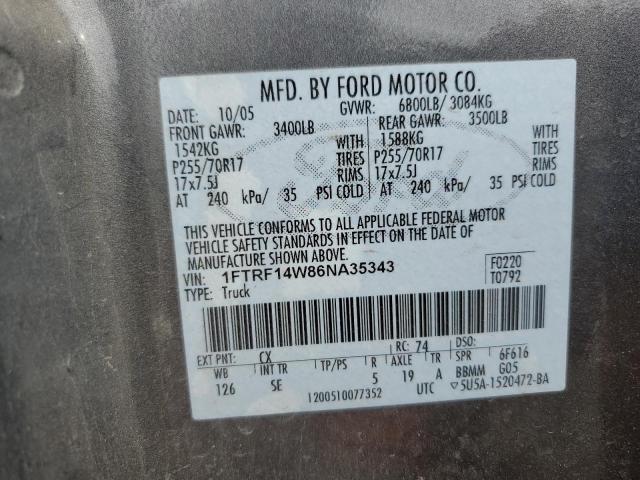 MFD. BY FORD MOTOR CO.
DATE: 10/05 GVWR: 6800LB/ 3084KG
FRONT GAWR: 3400LB REAR GAWR: 3500LB
1542KG WITH 1588KG WITH
P255/70R17 TIRES P255/70R17 TIRES
17x7.5J RIMS 17x7.5J RIMS
AT 240 kPa/ 35 PSI COLD AT 240 kPa/ 35 PSI COLD
Ford
THIS VEHICLE CONFORMS TO ALL APPLICABLE FEDERAL MOTOR
VEHICLE SAFETY STANDARDS IN EFFECT ON THE DATE OF
MANUFACTURE SHOWN ABOVE.
VIN: 1FTRF14W86NA35343 F0220
TYPE: Truck T0792
EXT PNT: CX RC: 74 DSO:
WB INT TR TP/PS R AXLE TR SPR 6F616
126 SE 5 19 A BBMM G05
1200510077352 UTC ▽5U5A-1520472-BA